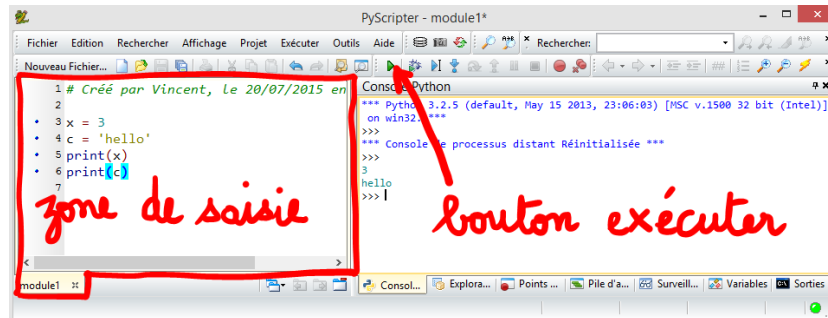 PyScripter - module1*
Fichier Edition Rechercher Affichage Projet Exécuter Outils Aide Rechercher:
Nouveau Fichier...
1 # Créé par Vincent, le 20/07/2015 en
2
3 x = 3
4 c = 'hello'
5 print(x)
6 print(c)
7
zone de saisie
module1
Console Python
*** Python 3.2.5 (default, May 15 2013, 23:06:03) [MSC v.1500 32 bit (Intel)]
on win32. ***
>>>
*** Console de processus distant Réinitialisée ***
>>>
3
hello
>>>
bouton exécuter
Consol... Explora... Points ... Pile d'a... Surveill... Variables Sorties